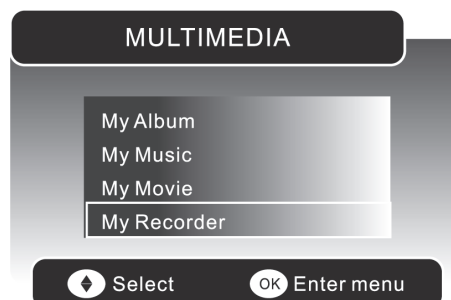 MULTIMEDIA
My Album
My Music
My Movie
My Recorder
Select OK Enter menu